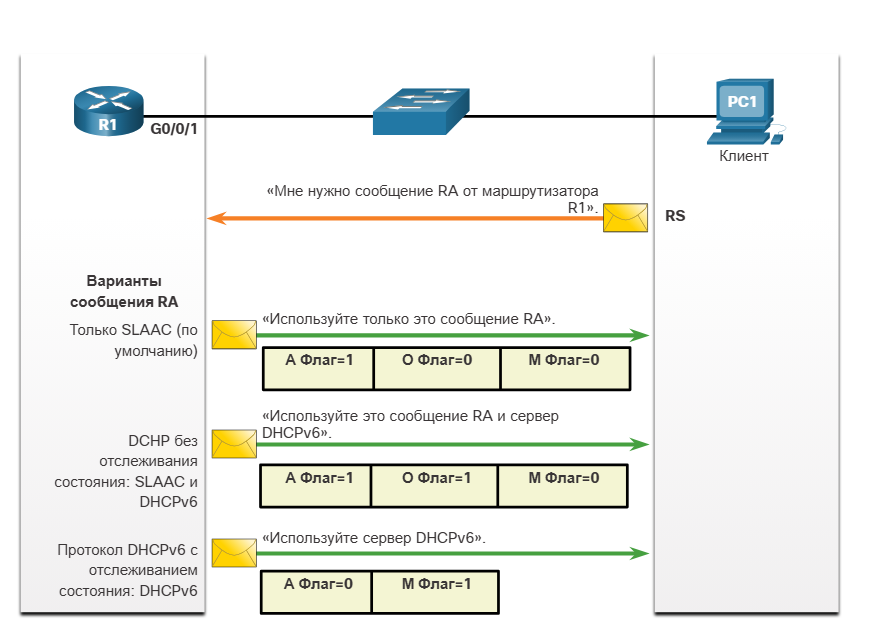 R1
G0/0/1
PC1
Клиент
«Мне нужно сообщение RA от маршрутизатора
R1».
RS
Варианты
сообщения RA
Только SLAAC (по
умолчанию)
«Используйте только это сообщение RA».
А Флаг=1
О Флаг=0
М Флаг=0
DCHP без
отслеживания
состояния: SLAAC и
DHCPv6
«Используйте это сообщение RA и сервер
DHCPv6».
А Флаг=1
О Флаг=1
М Флаг=0
Протокол DHCPv6 с
отслеживанием
состояния: DHCPv6
«Используйте сервер DHCPv6».
А Флаг=0
М Флаг=1